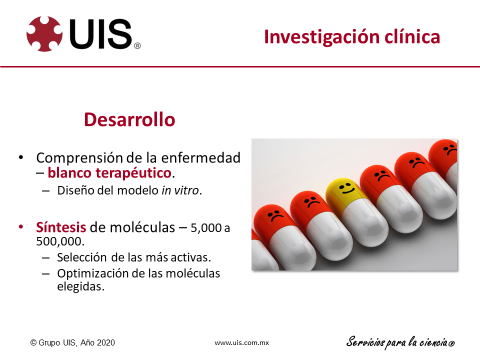 UIS®
Investigación clínica
Desarrollo
• Comprensión de la enfermedad
– blanco terapéutico.
– Diseño del modelo in vitro.
• Síntesis de moléculas – 5,000 a
500,000.
– Selección de las más activas.
– Optimización de las moléculas
elegidas.
© Grupo UIS, Año 2020
www.uis.com.mx
Servicios para la ciencia®